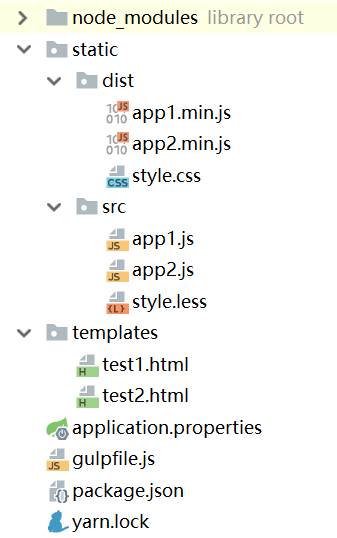 node_modules library root
static
dist
app1.min.js
app2.min.js
style.css
src
app1.js
app2.js
style.less
templates
test1.html
test2.html
application.properties
gulpfile.js
package.json
yarn.lock